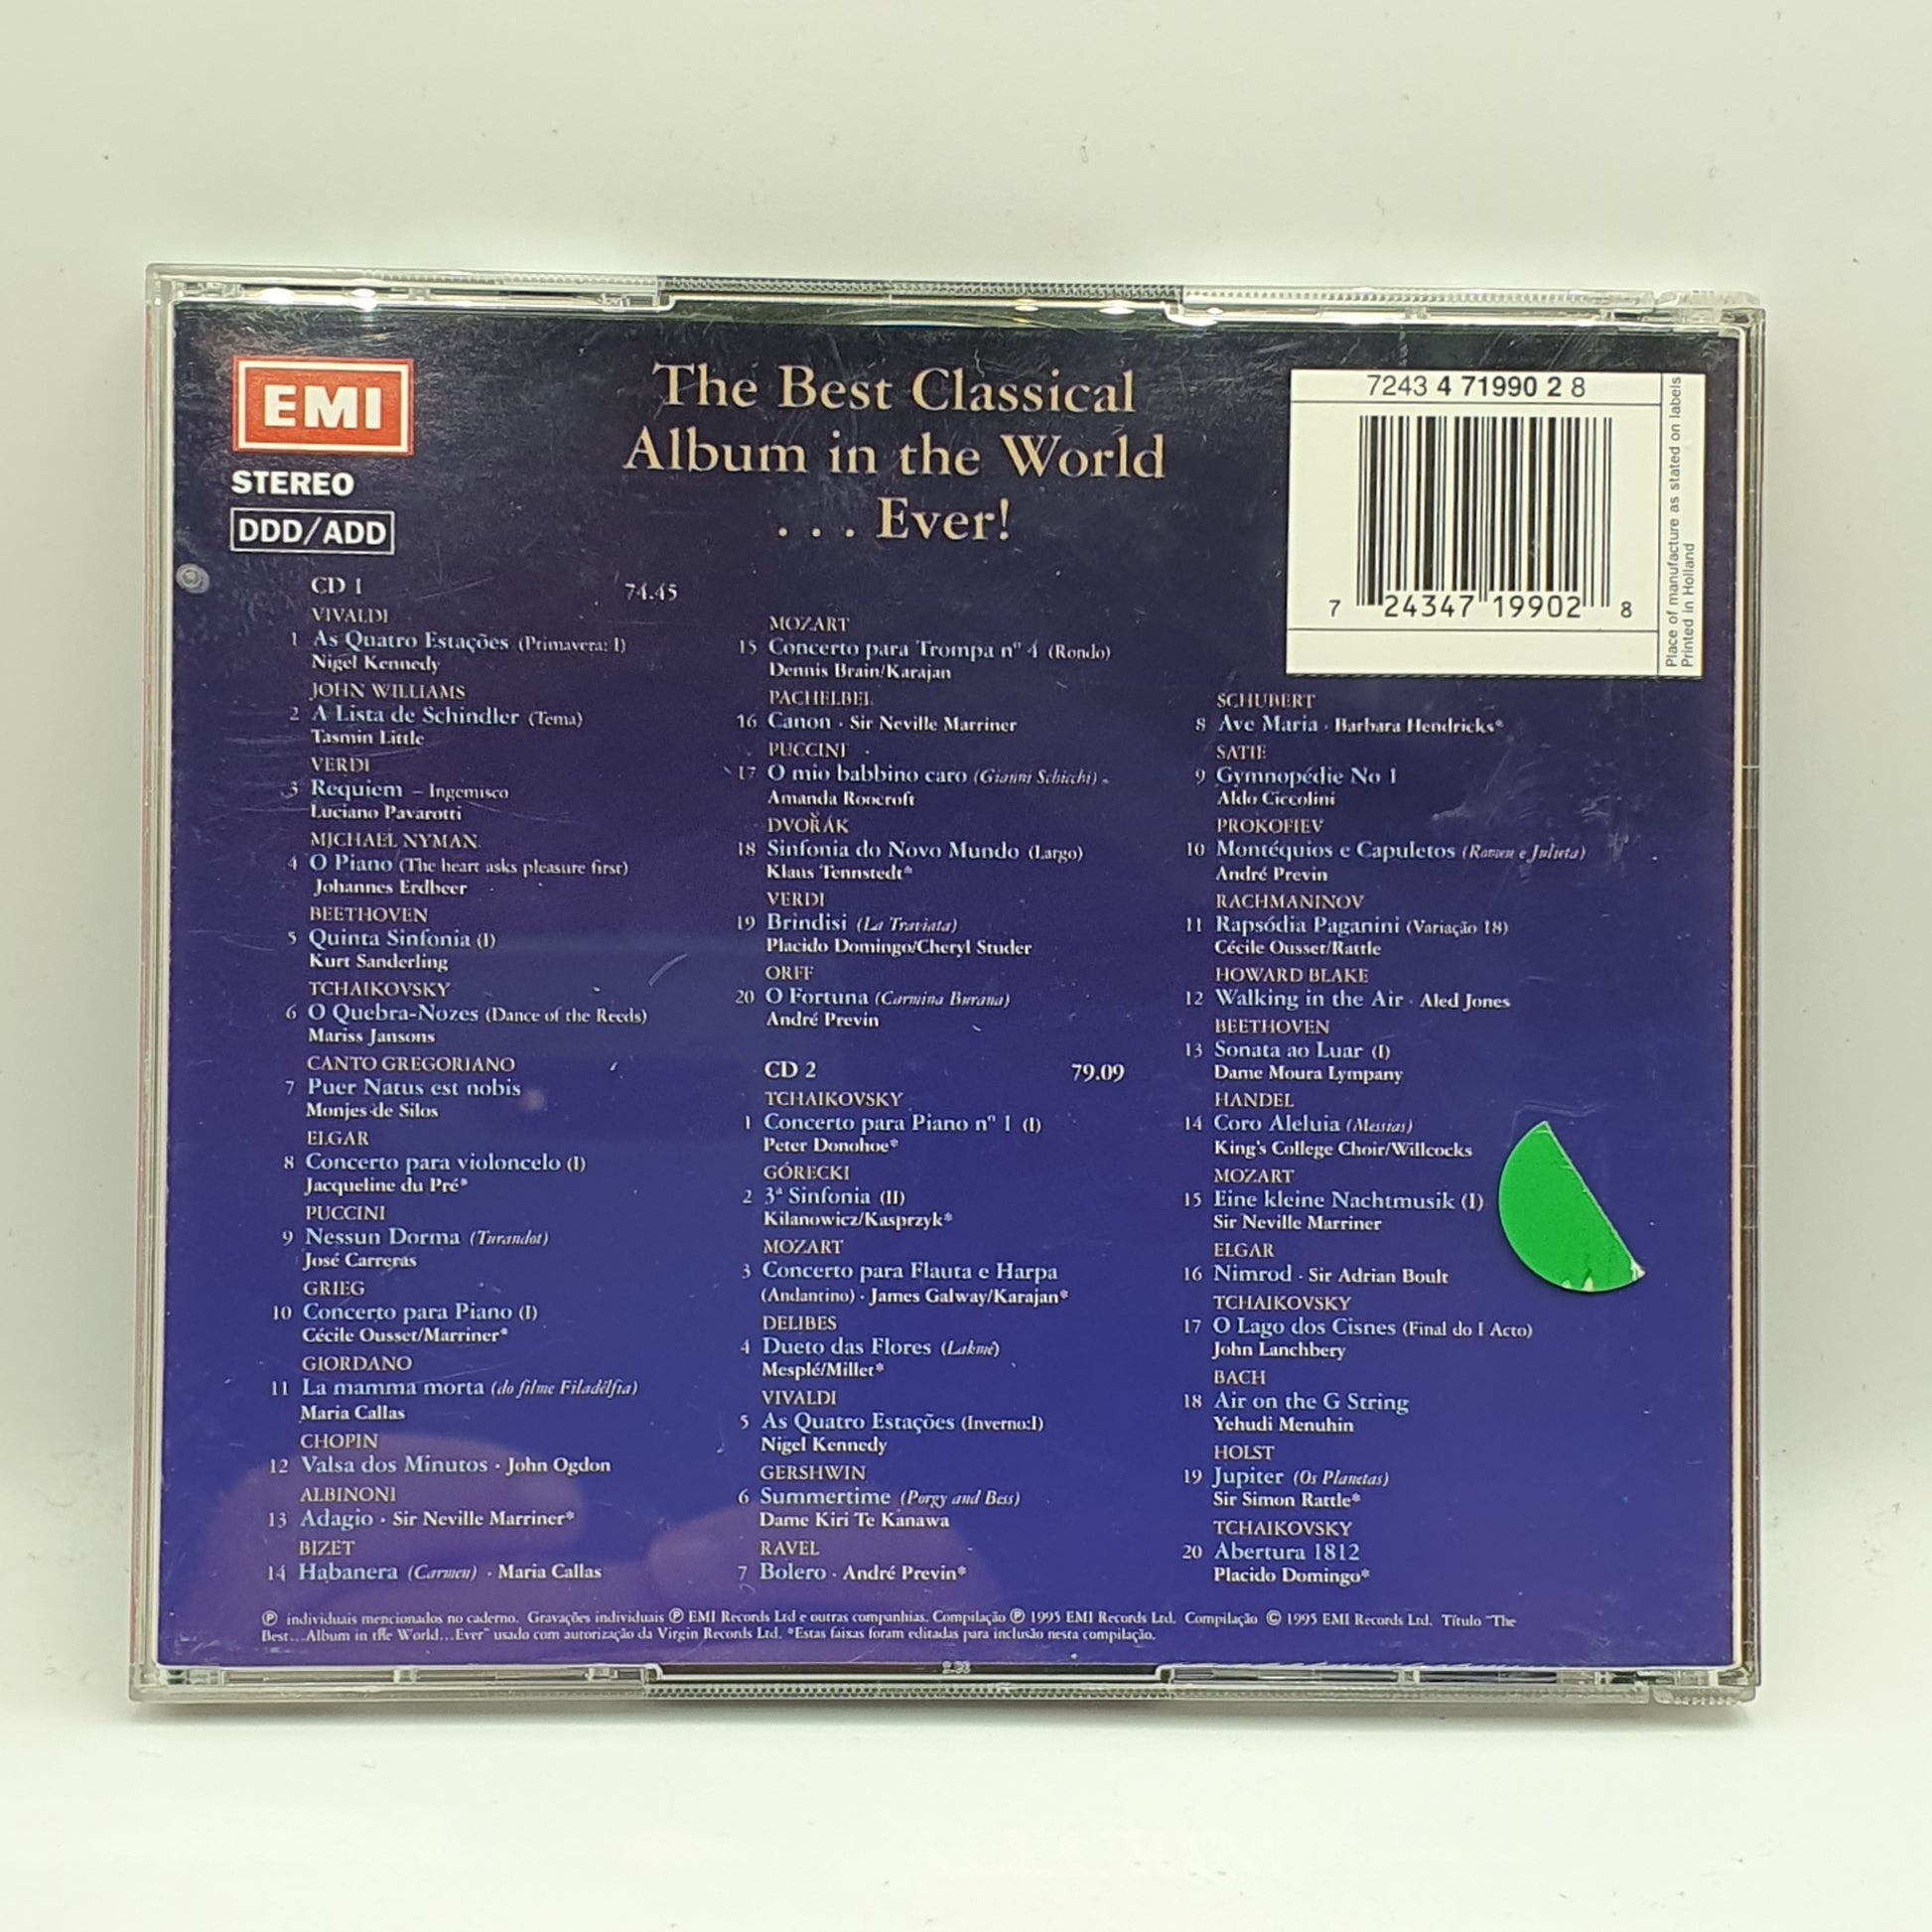 EMI
STEREO
DDD/ADD
The Best Classical
Album in the World
. . . Ever!
7243 4 71990 2 8
7 24347 19902 8
Place of manufacture as stated on labels
Printed in Holland
CD 1 74.45
VIVALDI
1 As Quatro Estações (Primavera: I)
Nigel Kennedy
JOHN WILLIAMS
2 A Lista de Schindler (Tema)
Tasmin Little
VERDI
3 Requiem – Ingemisco
Luciano Pavarotti
MICHAEL NYMAN
4 O Piano (The heart asks pleasure first)
Johannes Erdbeer
BEETHOVEN
5 Quinta Sinfonia (I)
Kurt Sanderling
TCHAIKOVSKY
6 O Quebra-Nozes (Dance of the Reeds)
Mariss Jansons
CANTO GREGORIANO
7 Puer Natus est nobis
Monjes de Silos
ELGAR
8 Concerto para violoncelo (I)
Jacqueline du Pré*
PUCCINI
9 Nessun Dorma (Turandot)
José Carreras
GRIEG
10 Concerto para Piano (I)
Cécile Ousset/Marriner*
GIORDANO
11 La mamma morta (do filme Filadélfia)
Maria Callas
CHOPIN
12 Valsa dos Minutos · John Ogdon
ALBINONI
13 Adagio · Sir Neville Marriner*
BIZET
14 Habanera (Carmen) · Maria Callas
MOZART
15 Concerto para Trompa nº 4 (Rondo)
Dennis Brain/Karajan
PACHELBEL
16 Canon · Sir Neville Marriner
PUCCINI
17 O mio babbino caro (Gianni Schicchi)
Amanda Roocroft
DVOŘÁK
18 Sinfonia do Novo Mundo (Largo)
Klaus Tennstedt*
VERDI
19 Brindisi (La Traviata)
Placido Domingo/Cheryl Studer
ORFF
20 O Fortuna (Carmina Burana)
André Previn
CD 2 79.09
TCHAIKOVSKY
1 Concerto para Piano nº 1 (I)
Peter Donohoe*
GÓRECKI
2 3ª Sinfonia (II)
Kilanowicz/Kasprzyk*
MOZART
3 Concerto para Flauta e Harpa
(Andantino) · James Galway/Karajan*
DELIBES
4 Dueto das Flores (Lakmé)
Mesplé/Millet*
VIVALDI
5 As Quatro Estações (Inverno:I)
Nigel Kennedy
GERSHWIN
6 Summertime (Porgy and Bess)
Dame Kiri Te Kanawa
RAVEL
7 Bolero · André Previn*
SCHUBERT
8 Ave Maria · Barbara Hendricks*
SATIE
9 Gymnopédie No 1
Aldo Ciccolini
PROKOFIEV
10 Montéquios e Capuletos (Romeu e Julieta)
André Previn
RACHMANINOV
11 Rapsódia Paganini (Variação 18)
Cécile Ousset/Rattle
HOWARD BLAKE
12 Walking in the Air · Aled Jones
BEETHOVEN
13 Sonata ao Luar (I)
Dame Moura Lympany
HANDEL
14 Coro Aleluia (Messias)
King's College Choir/Willcocks
MOZART
15 Eine kleine Nachtmusik (I)
Sir Neville Marriner
ELGAR
16 Nimrod · Sir Adrian Boult
TCHAIKOVSKY
17 O Lago dos Cisnes (Final do I Acto)
John Lanchbery
BACH
18 Air on the G String
Yehudi Menuhin
HOLST
19 Jupiter (Os Planetas)
Sir Simon Rattle*
TCHAIKOVSKY
20 Abertura 1812
Placido Domingo*
℗ individuais mencionados no caderno. Gravações individuais ℗ EMI Records Ltd e outras companhias. Compilação ℗ 1995 EMI Records Ltd. Compilação © 1995 EMI Records Ltd. Título "The
Best...Album in the World...Ever" usado com autorização da Virgin Records Ltd. *Estas faixas foram editadas para inclusão nesta compilação.